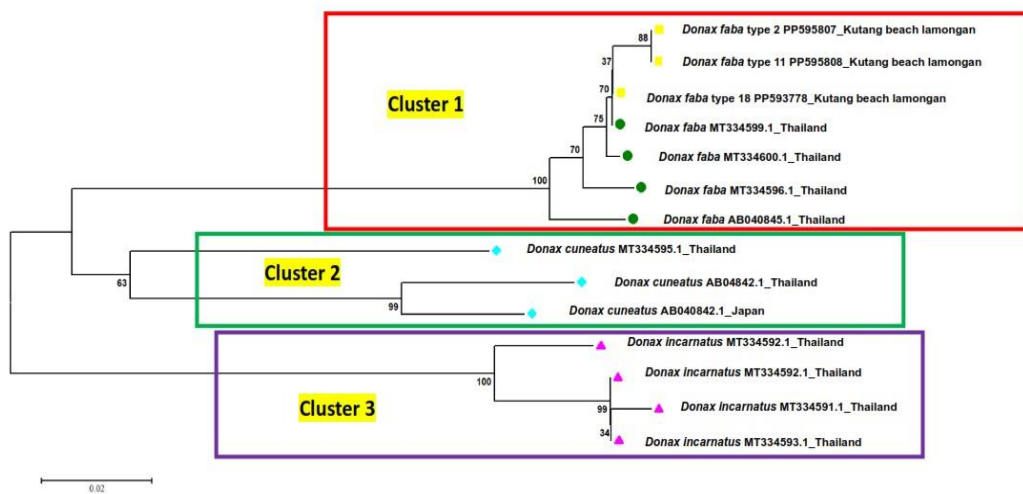 Donax faba type 2 PP595807_Kutang beach lamongan
88
Donax faba type 11 PP595808_Kutang beach lamongan
37
70
Donax faba type 18 PP593778_Kutang beach lamongan
Cluster 1
75
Donax faba MT334599.1_Thailand
70
Donax faba MT334600.1_Thailand
100
Donax faba MT334596.1_Thailand
Donax faba AB040845.1_Thailand
Donax cuneatus MT334595.1_Thailand
Cluster 2
63
Donax cuneatus AB04842.1_Thailand
99
Donax cuneatus AB040842.1_Japan
Donax incarnatus MT334592.1_Thailand
100
Donax incarnatus MT334592.1_Thailand
Cluster 3
99
Donax incarnatus MT334591.1_Thailand
34
Donax incarnatus MT334593.1_Thailand
0.02